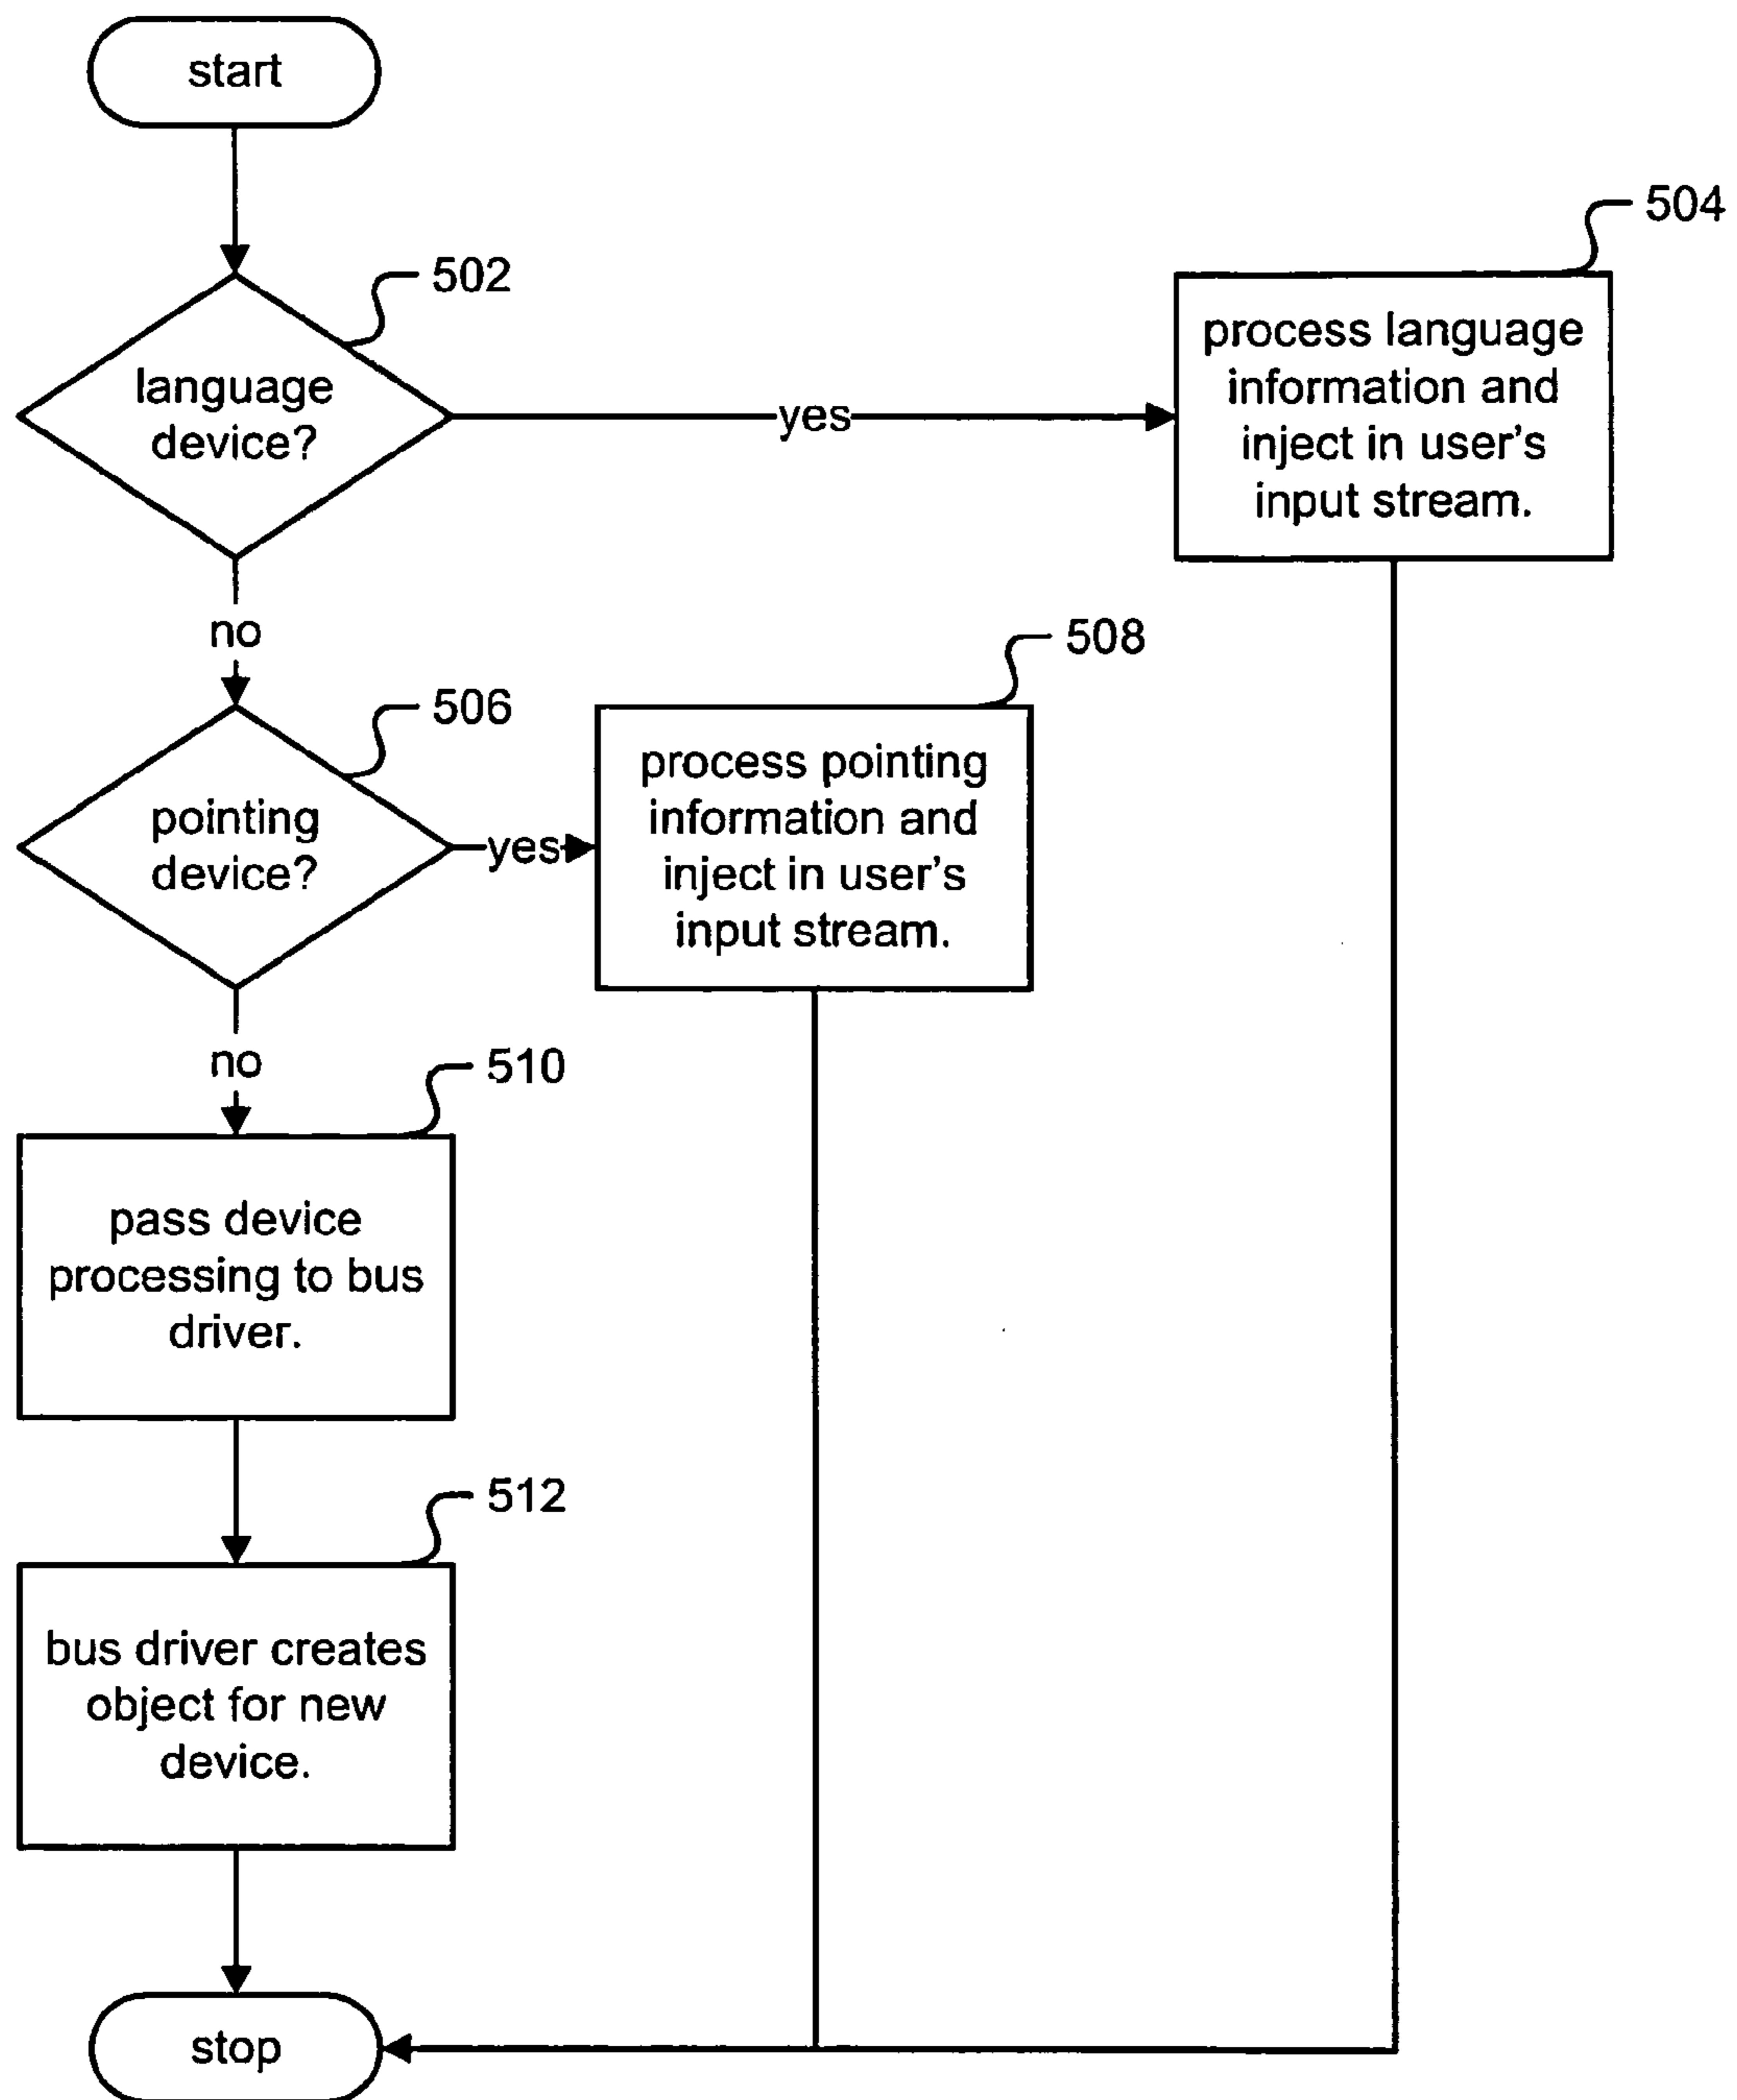 start
502
language
device?
yes
504
process language
information and
inject in user's
input stream.
no
506
pointing
device?
yes
508
process pointing
information and
inject in user's
input stream.
no
510
pass device
processing to bus
driver.
512
bus driver creates
object for new
device.
stop